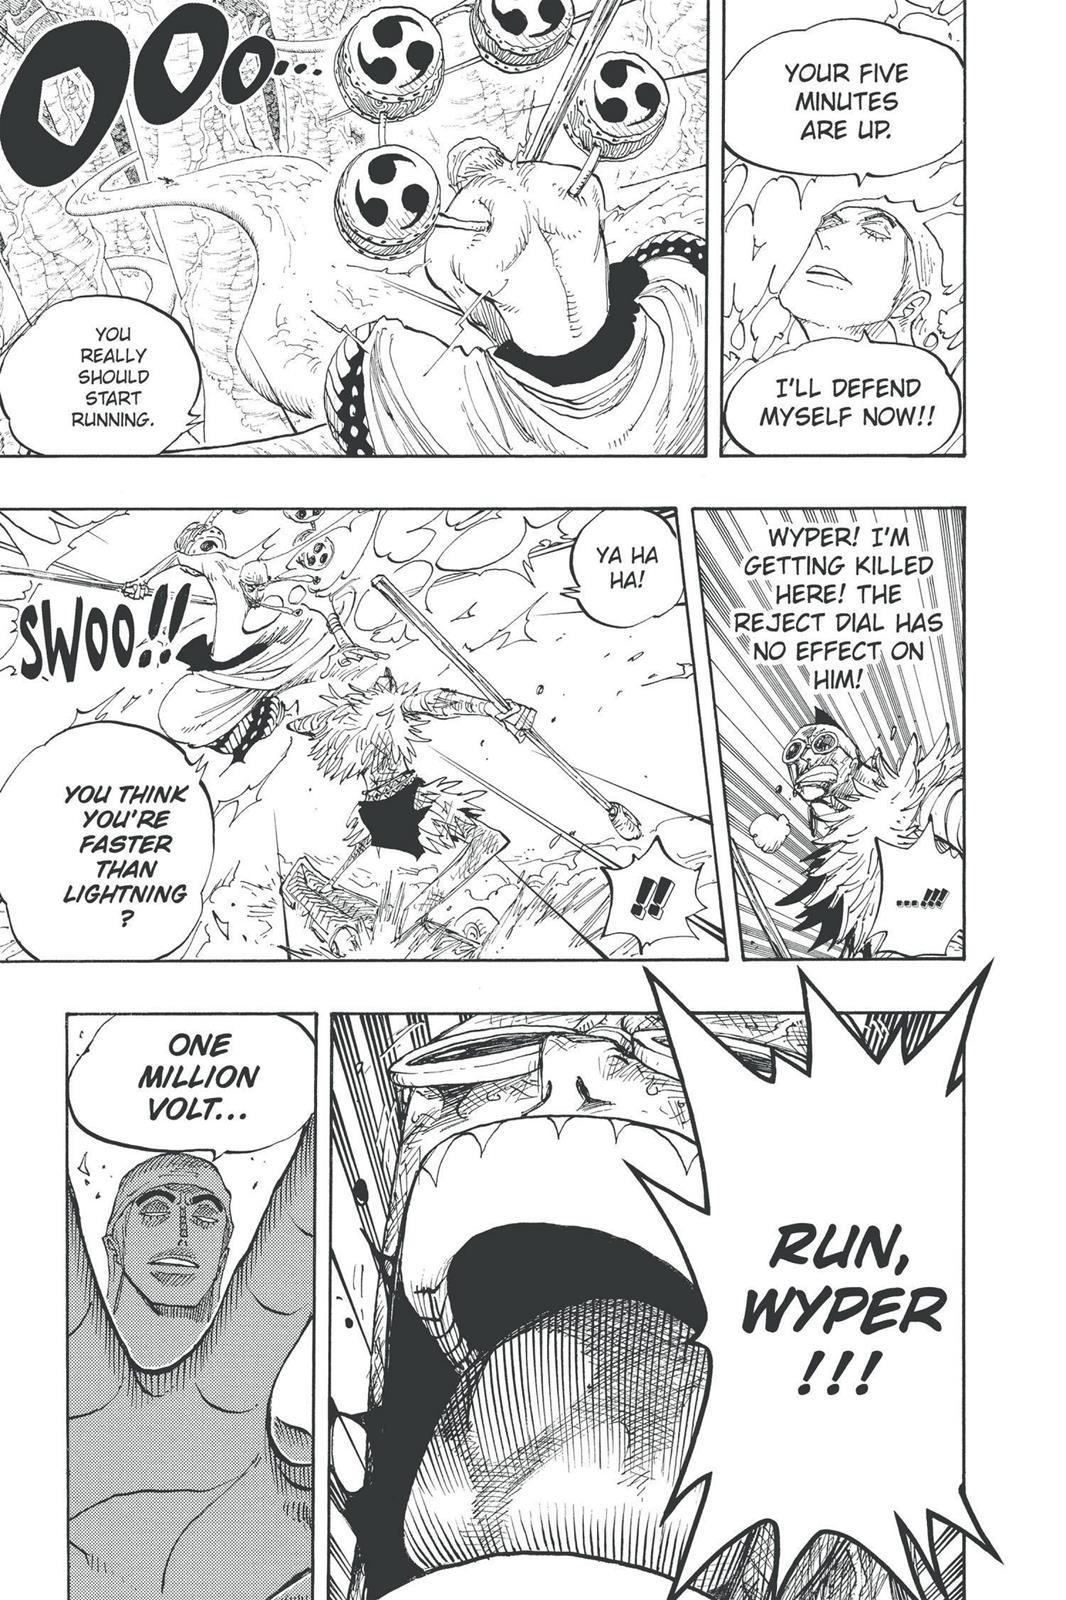 YOUR FIVE
MINUTES
ARE UP.
I'LL DEFEND
MYSELF NOW!!
OOO...
YOU
REALLY
SHOULD
START
RUNNING.
WYPER! I'M
GETTING KILLED
HERE! THE
REJECT DIAL HAS
NO EFFECT ON
HIM!
...!!!
YA HA
HA!
!!
SWOO!!
YOU THINK
YOU'RE
FASTER
THAN
LIGHTNING
?
RUN,
WYPER
!!!
ONE
MILLION
VOLT...